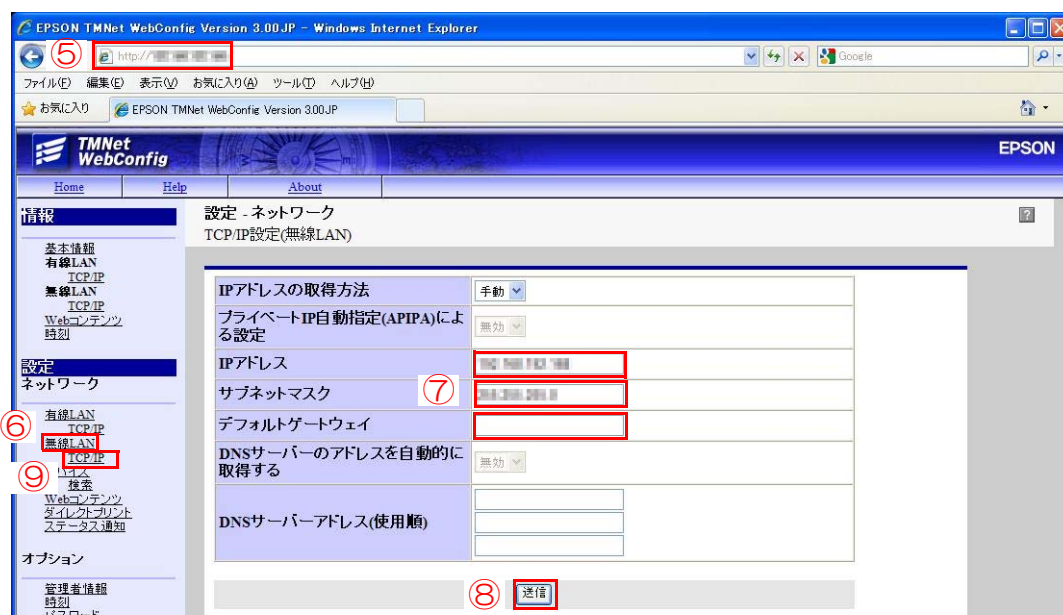 EPSON TMNet WebConfig Version 3.00JP - Windows Internet Explorer
⑤
http://
Google
ファイル(F) 編集(E) 表示(V) お気に入り(A) ツール(T) ヘルプ(H)
お気に入り
EPSON TMNet WebConfig Version 3.00JP
TMNet
WebConfig
EPSON
Home Help About
情報
基本情報
有線LAN
TCP/IP
無線LAN
TCP/IP
Webコンテンツ
時刻
設定
ネットワーク
有線LAN
TCP/IP
⑥
無線LAN
TCP/IP
⑨
検索
Webコンテンツ
ダイレクトプリント
ステータス通知
オプション
管理者情報
時刻
パスワード
設定 - ネットワーク
TCP/IP設定(無線LAN)
?
IPアドレスの取得方法 手動
プライベートIP自動指定(APIPA)によ
る設定 無効
IPアドレス
サブネットマスク
⑦
デフォルトゲートウェイ
DNSサーバーのアドレスを自動的に
取得する 無効
DNSサーバーアドレス(使用順)
⑧ 送信